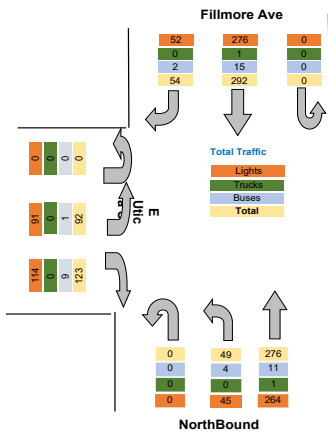 Fillmore Ave
52 276 0
0 1 0
2 15 0
54 292 0
Total Traffic
Lights
Trucks
Buses
Total
0 0 0 0
E
Utic
91 0 1 92
114 0 9 123
0 49 276
0 4 11
0 0 1
0 45 264
NorthBound